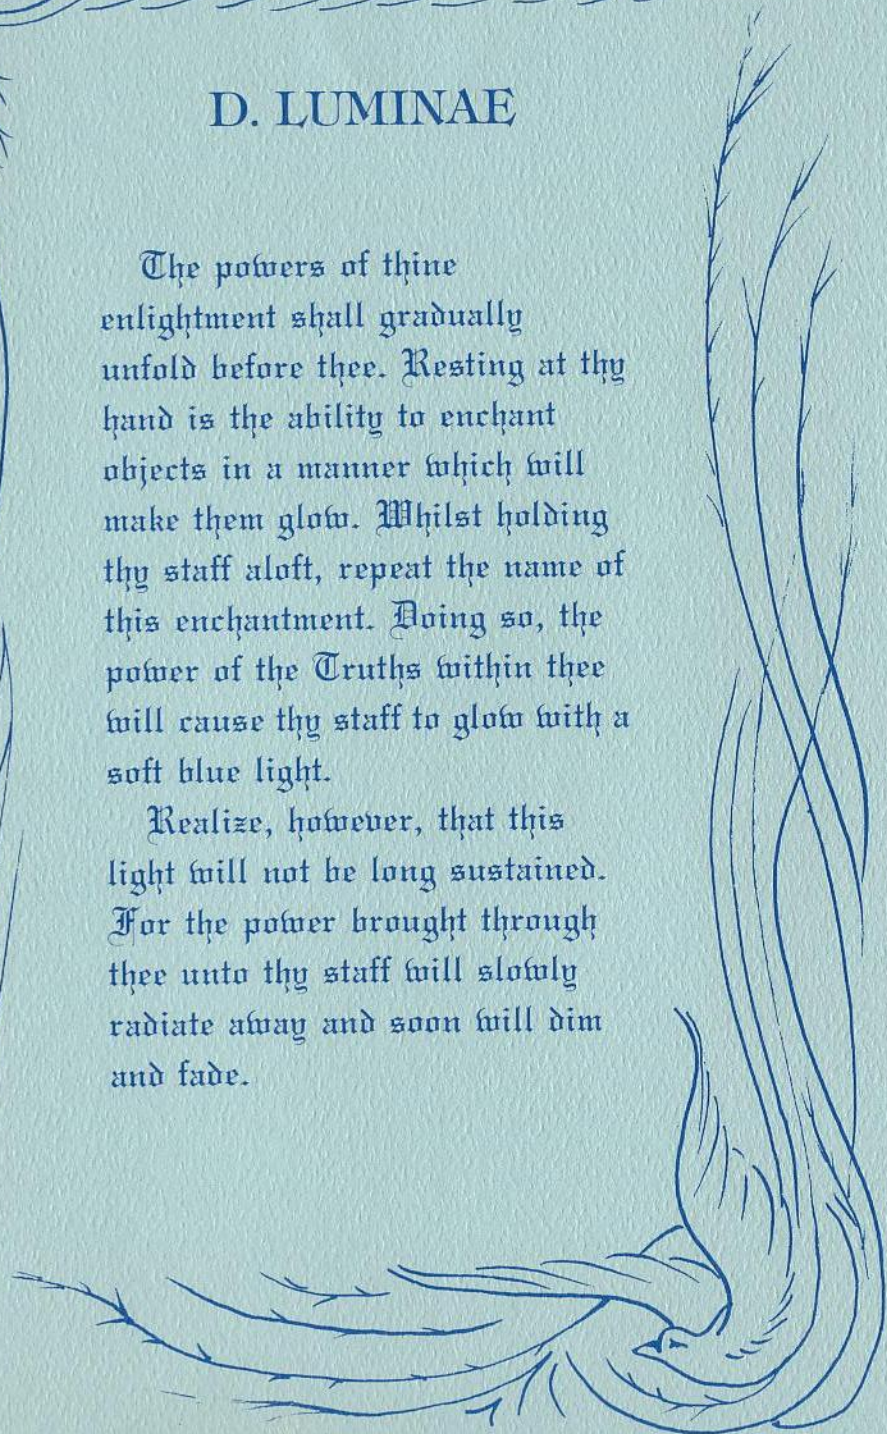 D. LUMINAE
The powers of thine
enlightment shall gradually
unfold before thee. Resting at thy
hand is the ability to enchant
objects in a manner which will
make them glow. Whilst holding
thy staff aloft, repeat the name of
this enchantment. Doing so, the
power of the Truths within thee
will cause thy staff to glow with a
soft blue light.
Realize, however, that this
light will not be long sustained.
For the power brought through
thee unto thy staff will slowly
radiate away and soon will dim
and fade.